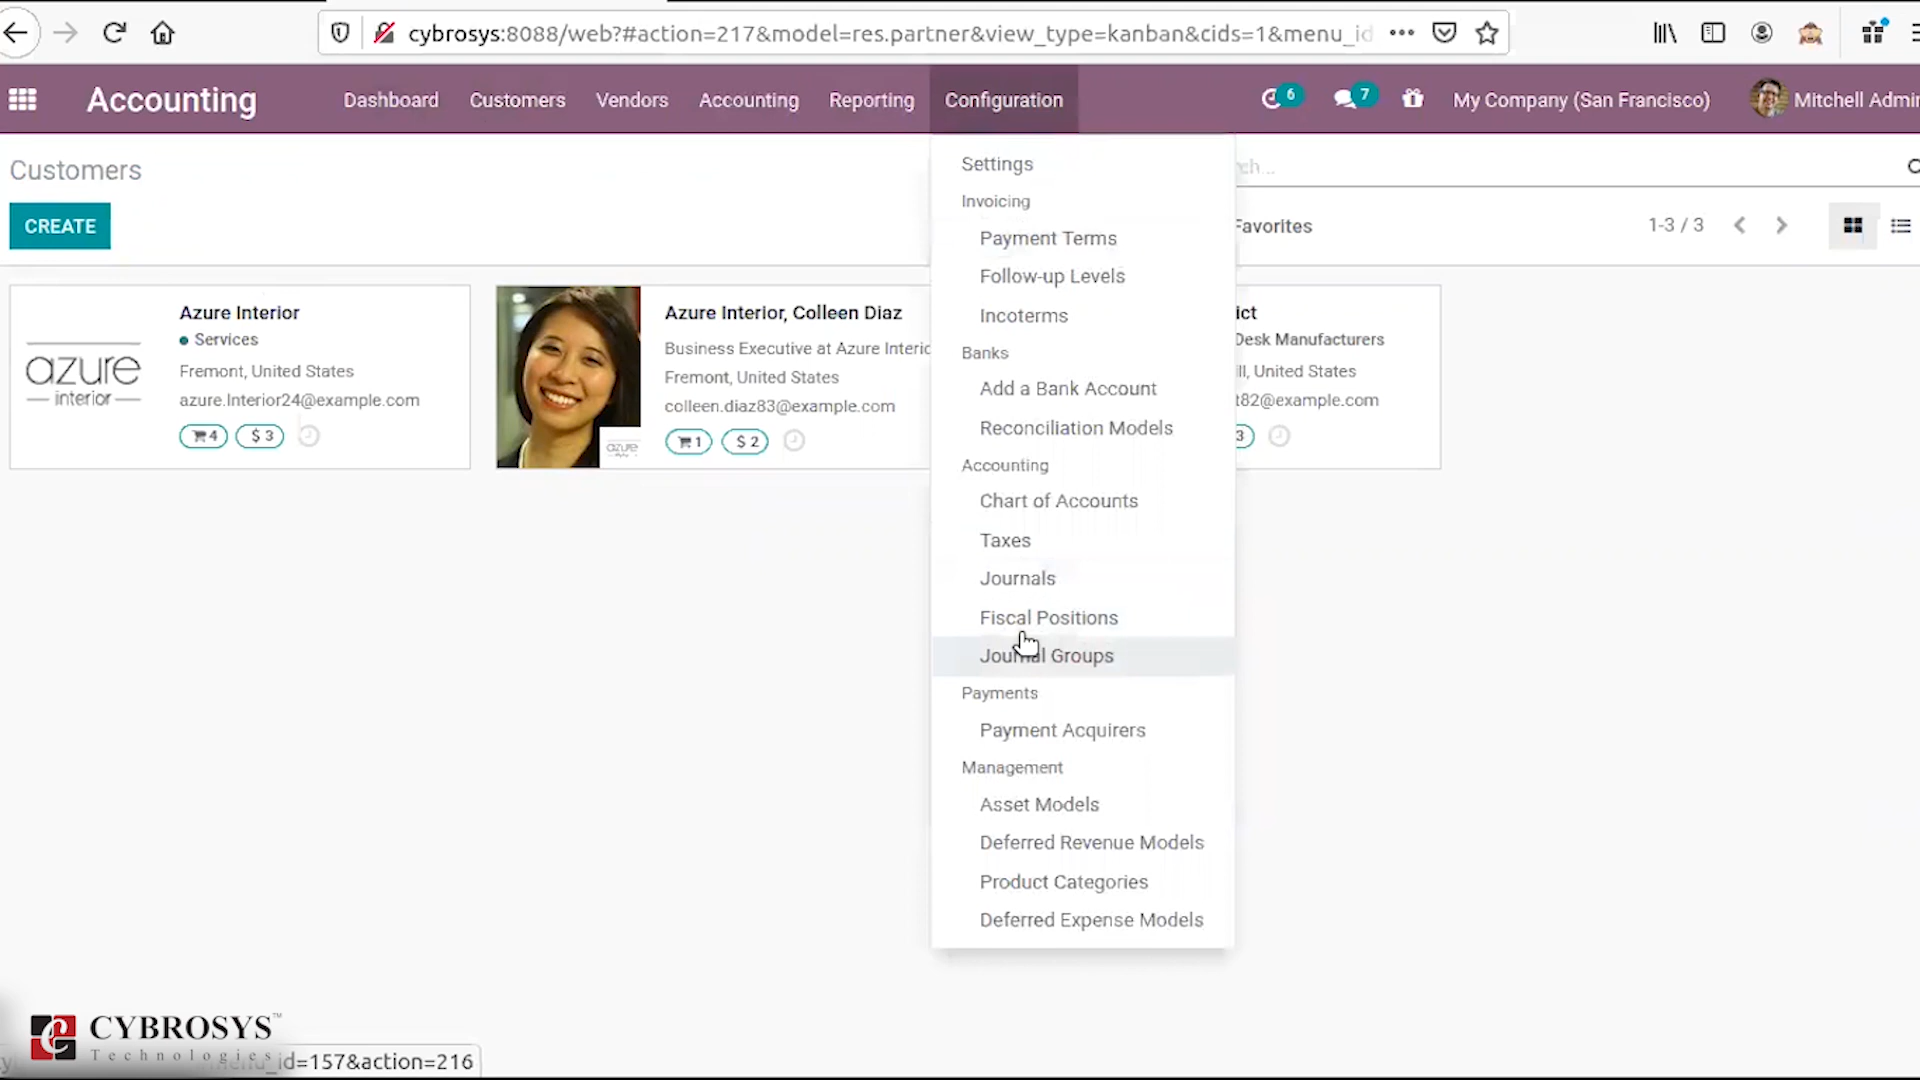 cybrosys:8088/web?#action=217&model=res.partner&view_type=kanban&cids=1&menu_id
Accounting
Dashboard
Customers
Vendors
Accounting
Reporting
Configuration
6
7
My Company (San Francisco)
Mitchell Admin
Customers
CREATE
Favorites
1-3 / 3
Settings
Invoicing
Payment Terms
Follow-up Levels
Incoterms
Banks
Add a Bank Account
Reconciliation Models
Accounting
Chart of Accounts
Taxes
Journals
Fiscal Positions
Journal Groups
Payments
Payment Acquirers
Management
Asset Models
Deferred Revenue Models
Product Categories
Deferred Expense Models
azure
interior
Azure Interior
Services
Fremont, United States
azure.Interior24@example.com
4
$ 3
azure
Azure Interior, Colleen Diaz
Business Executive at Azure Interio
Fremont, United States
colleen.diaz83@example.com
1
$ 2
ict
Desk Manufacturers
ll, United States
t82@example.com
3
CYBROSYS™
Technologies
menu_id=157&action=216